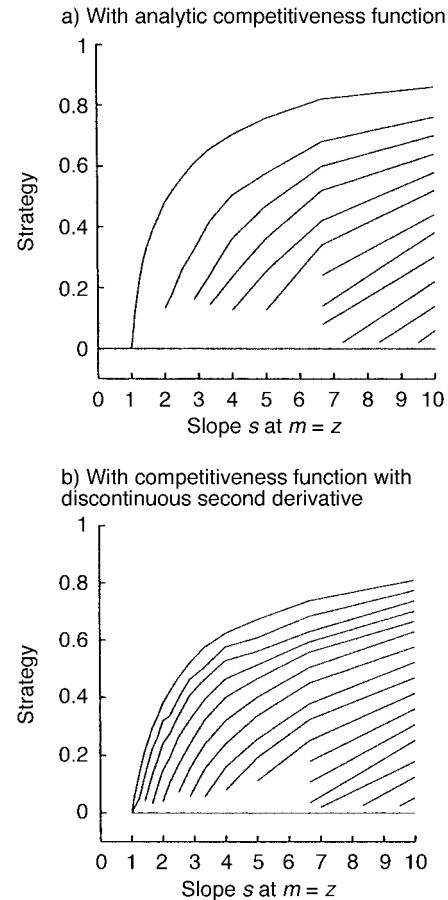 a) With analytic competitiveness function
1
0.8
0.6
0.4
0.2
0
Strategy
0 1 2 3 4 5 6 7 8 9 10
Slope s at m = z
b) With competitiveness function with
discontinuous second derivative
1
0.8
0.6
0.4
0.2
0
Strategy
0 1 2 3 4 5 6 7 8 9 10
Slope s at m = z